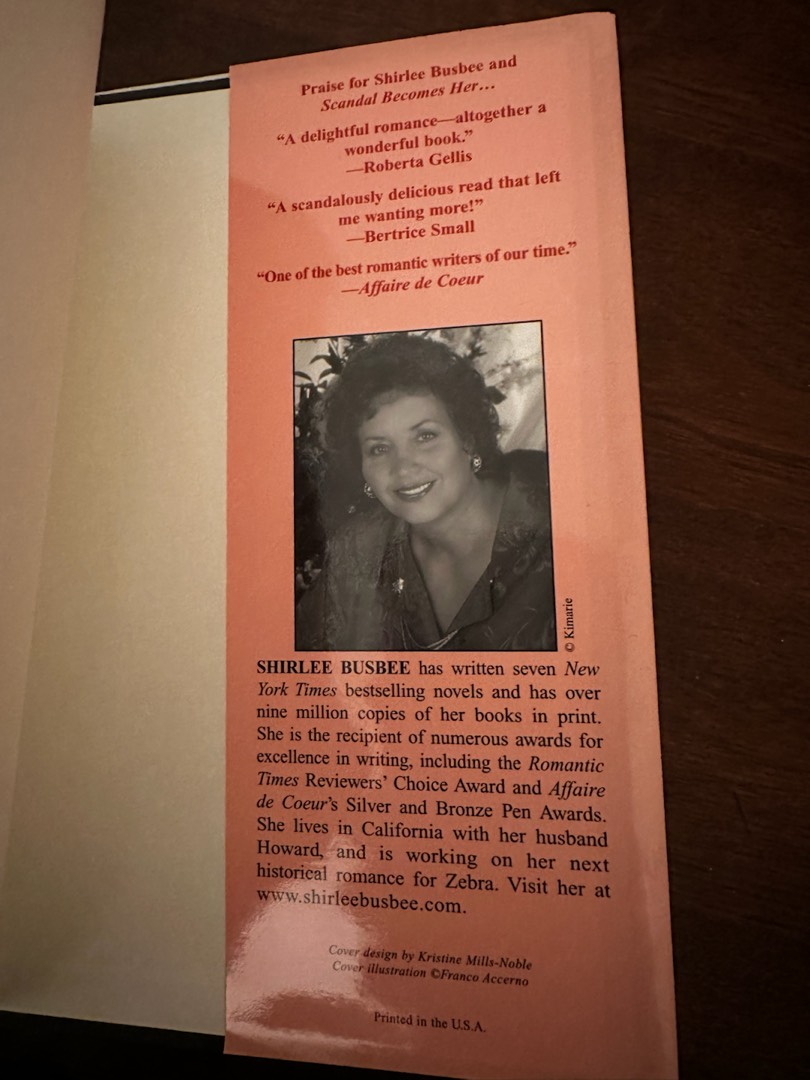 Praise for Shirlee Busbee and
Scandal Becomes Her...
“A delightful romance—altogether a
wonderful book.”
—Roberta Gellis
“A scandalously delicious read that left
me wanting more!”
—Bertrice Small
“One of the best romantic writers of our time.”
—Affaire de Coeur
© Kimarie
SHIRLEE BUSBEE has written seven New
York Times bestselling novels and has over
nine million copies of her books in print.
She is the recipient of numerous awards for
excellence in writing, including the Romantic
Times Reviewers’ Choice Award and Affaire
de Coeur’s Silver and Bronze Pen Awards.
She lives in California with her husband
Howard, and is working on her next
historical romance for Zebra. Visit her at
www.shirleebusbee.com.
Cover design by Kristine Mills-Noble
Cover illustration ©Franco Accerno
Printed in the U.S.A.